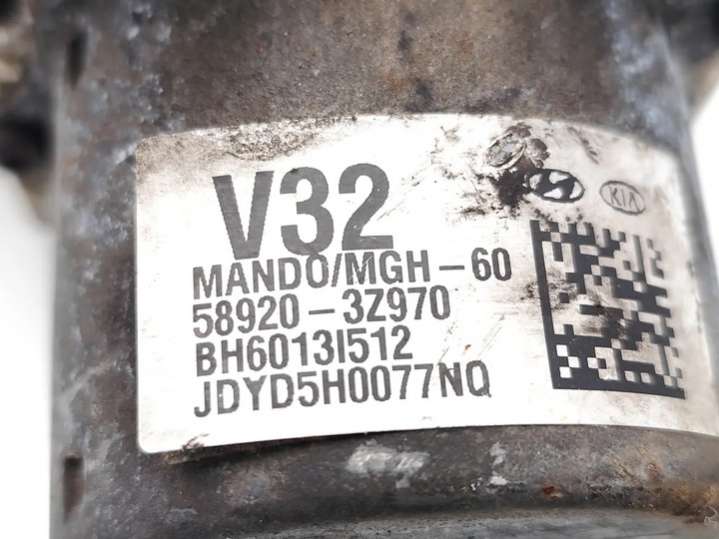 KIA
V32
MANDO/MGH-60
58920-3Z970
BH6013I512
JDYD5H0077NQ